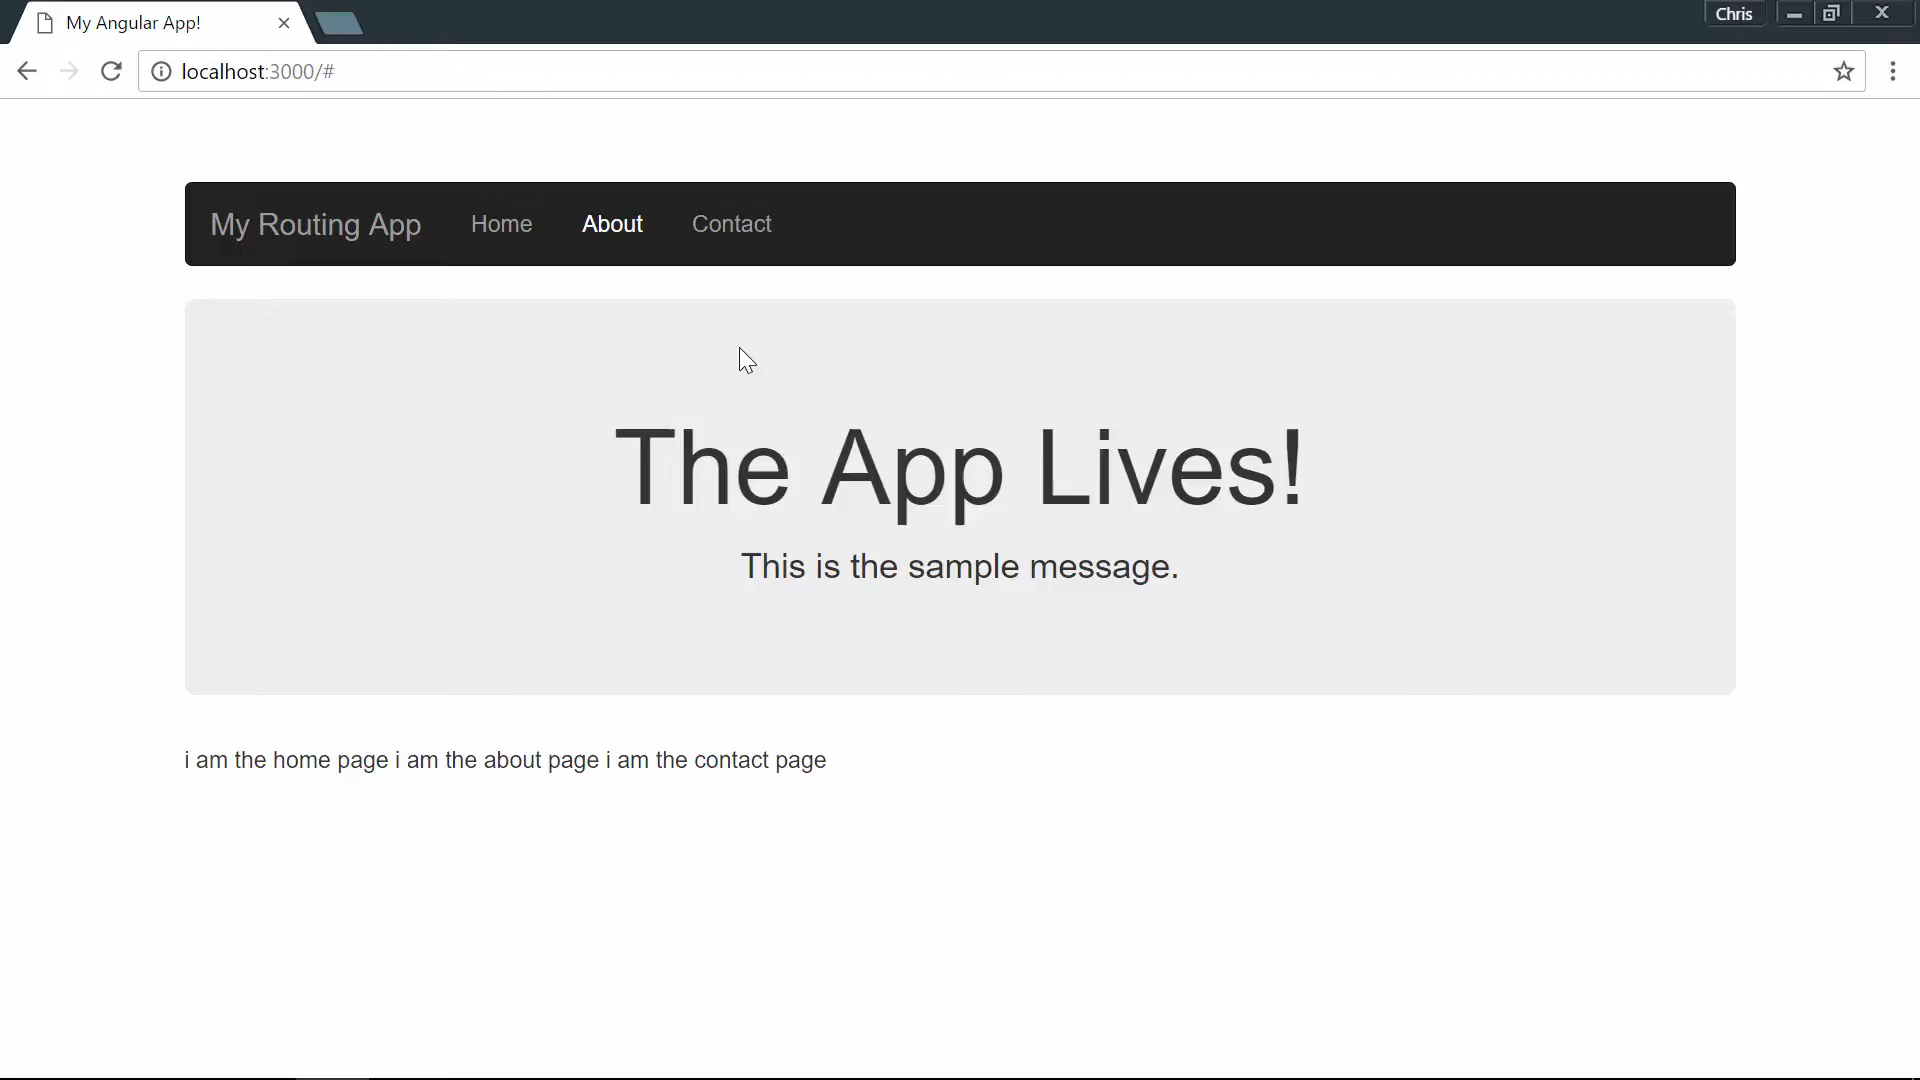 My Angular App!
Chris
localhost:3000/#
My Routing App Home About Contact
The App Lives!
This is the sample message.
i am the home page i am the about page i am the contact page